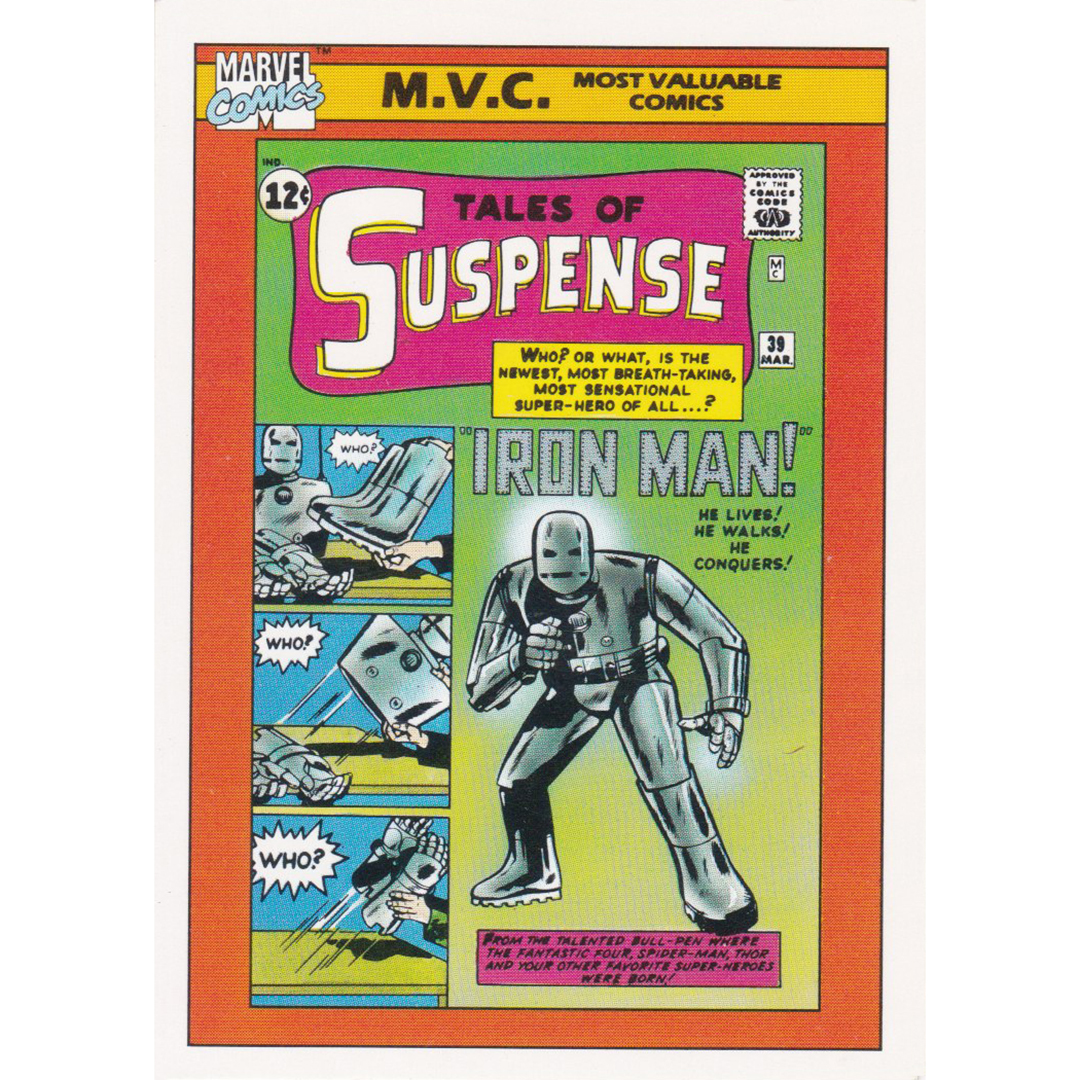 MARVEL
COMICS
TM
M.V.C.
MOST VALUABLE
COMICS
IND.
12¢
TALES OF
SUSPENSE
APPROVED
BY THE
COMICS
CODE
CA
AUTHORITY
M
C
39
MAR.
WHO? OR WHAT, IS THE
NEWEST, MOST BREATH-TAKING,
MOST SENSATIONAL
SUPER-HERO OF ALL...?
"IRON MAN!"
HE LIVES!
HE WALKS!
HE
CONQUERS!
WHO?
WHO?
WHO?
FROM THE TALENTED BULL-PEN WHERE
THE FANTASTIC FOUR, SPIDER-MAN, THOR
AND YOUR OTHER FAVORITE SUPER-HEROES
WERE BORN!